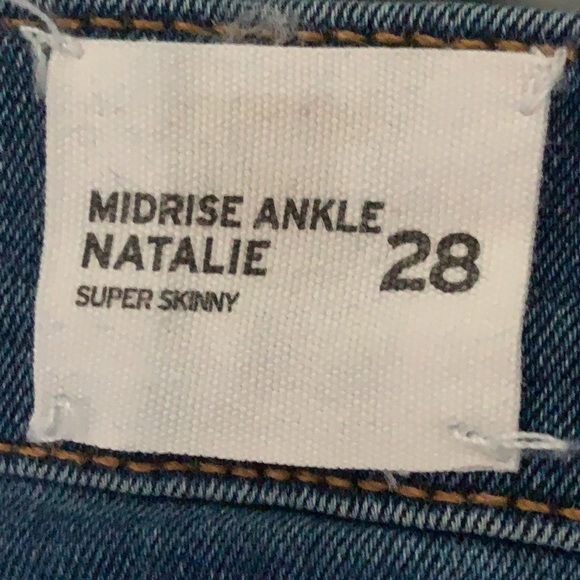 MIDRISE ANKLE
NATALIE
28
SUPER SKINNY